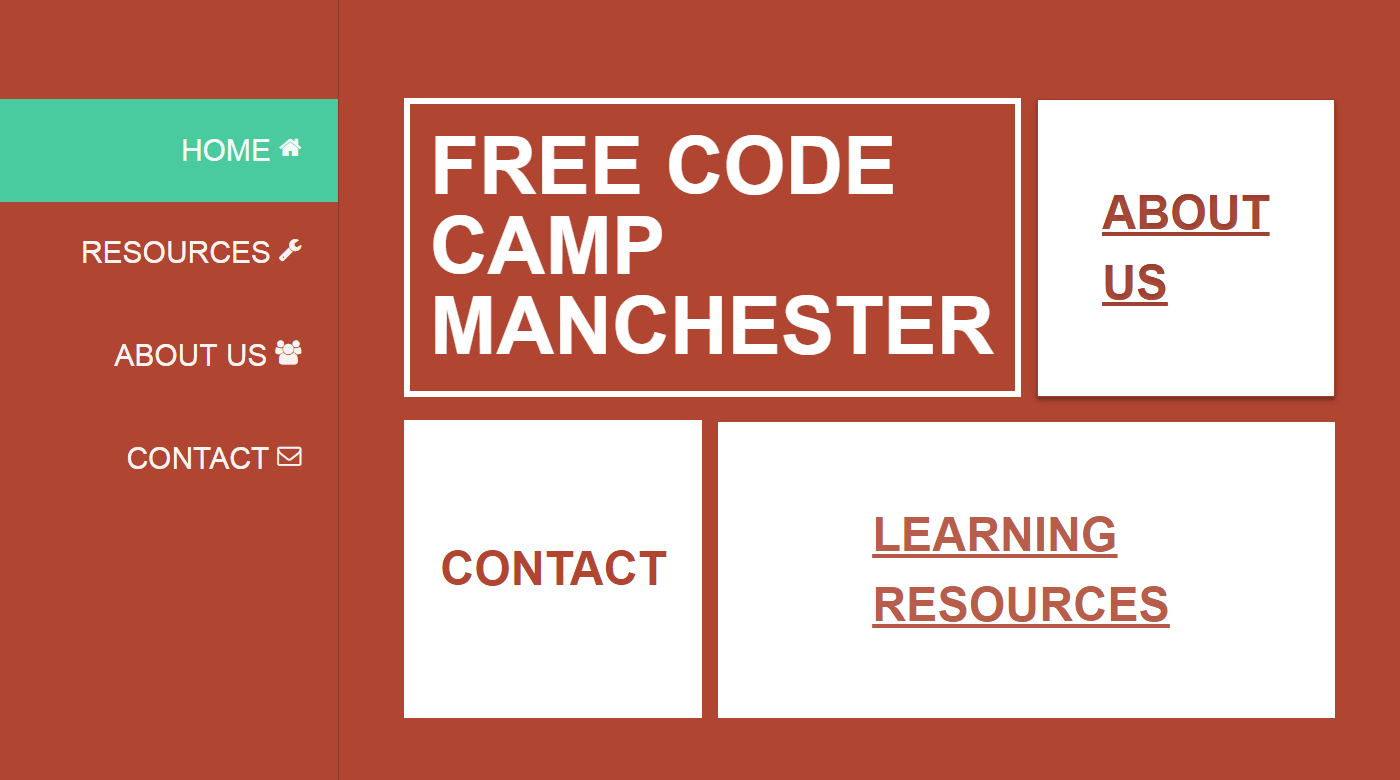 HOME
RESOURCES
ABOUT US
CONTACT
FREE CODE
CAMP
MANCHESTER
ABOUT
US
CONTACT
LEARNING
RESOURCES